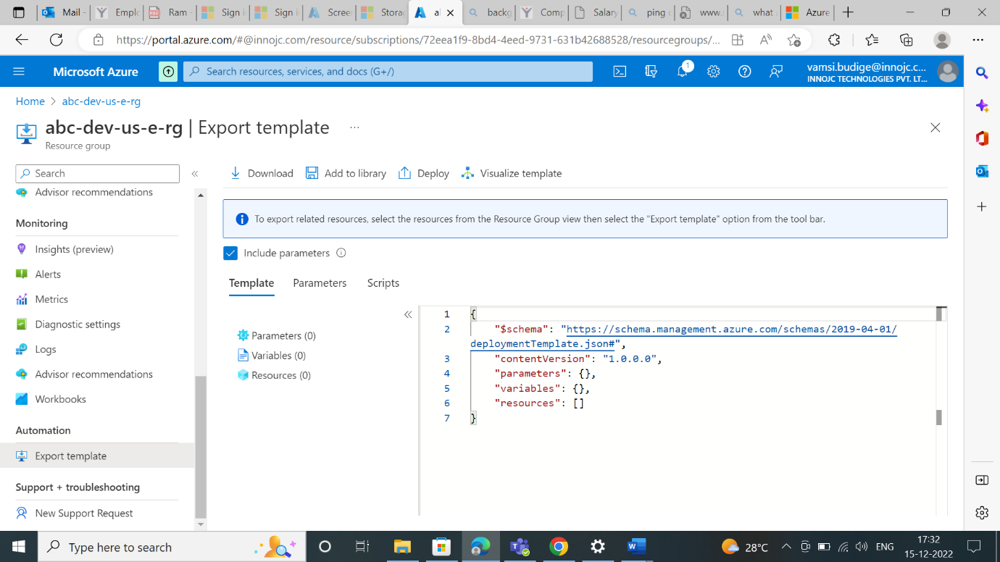 Mail -
Emplo
Ram -
Sign i
Sign i
Scree
Storag
al
backg
Comp
Salary
ping c
www.
what
Azure
https://portal.azure.com/#@innojc.com/resource/subscriptions/72eea1f9-8bd4-4eed-9731-631b42688528/resourcegroups/...
Microsoft Azure
Search resources, services, and docs (G+/)
1
vamsi.budige@innojc.c...
INNOJC TECHNOLOGIES PVT. LT...
Home > abc-dev-us-e-rg
abc-dev-us-e-rg | Export template ...
Resource group
Search
«
Download
Add to library
Deploy
Visualize template
Advisor recommendations
Monitoring
Insights (preview)
Alerts
Metrics
Diagnostic settings
Logs
Advisor recommendations
Workbooks
Automation
Export template
Support + troubleshooting
New Support Request
To export related resources, select the resources from the Resource Group view then select the "Export template" option from the tool bar.
Include parameters
Template
Parameters
Scripts
«
Parameters (0)
Variables (0)
Resources (0)
1 {
2 "$schema": "https://schema.management.azure.com/schemas/2019-04-01/
deploymentTemplate.json#",
3 "contentVersion": "1.0.0.0",
4 "parameters": {},
5 "variables": {},
6 "resources": []
7 }
Type here to search
28°C
ENG
17:32
15-12-2022